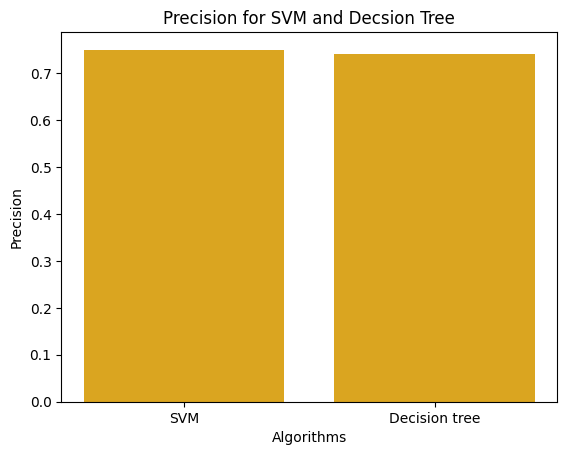 Precision for SVM and Decsion Tree
Precision
0.7
0.6
0.5
0.4
0.3
0.2
0.1
0.0
SVM
Decision tree
Algorithms